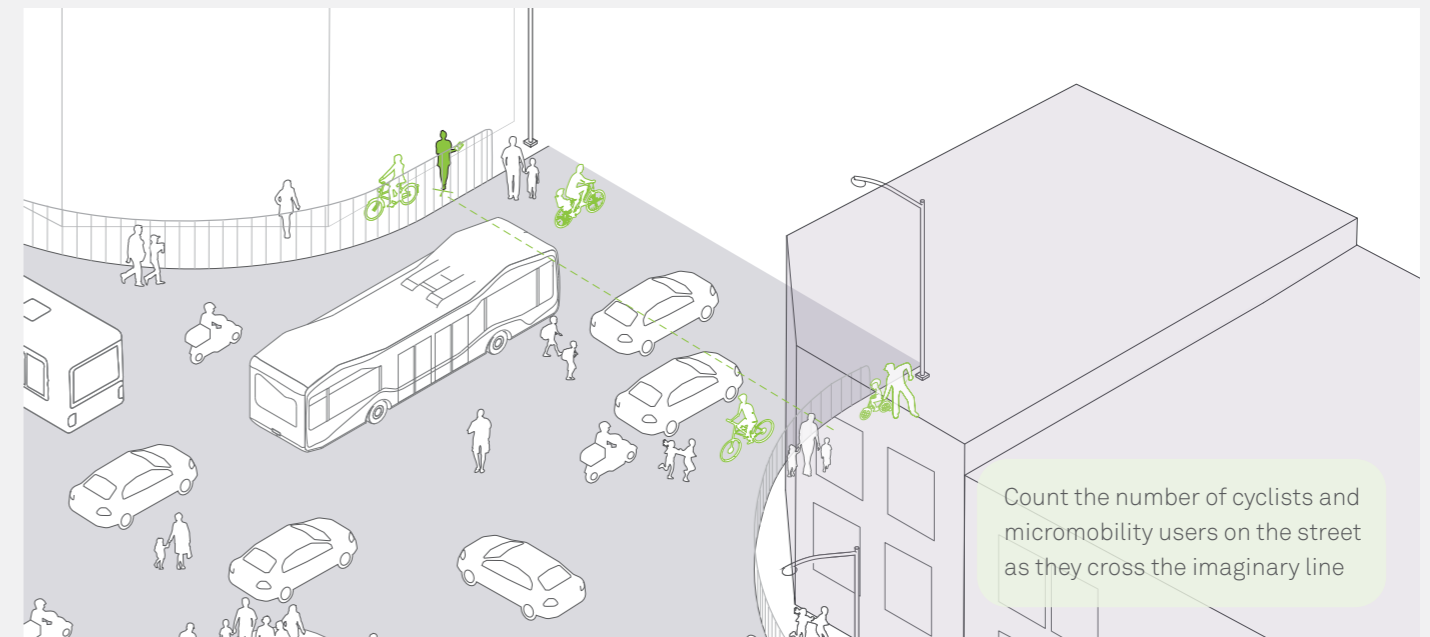 Count the number of cyclists and
micromobility users on the street
as they cross the imaginary line